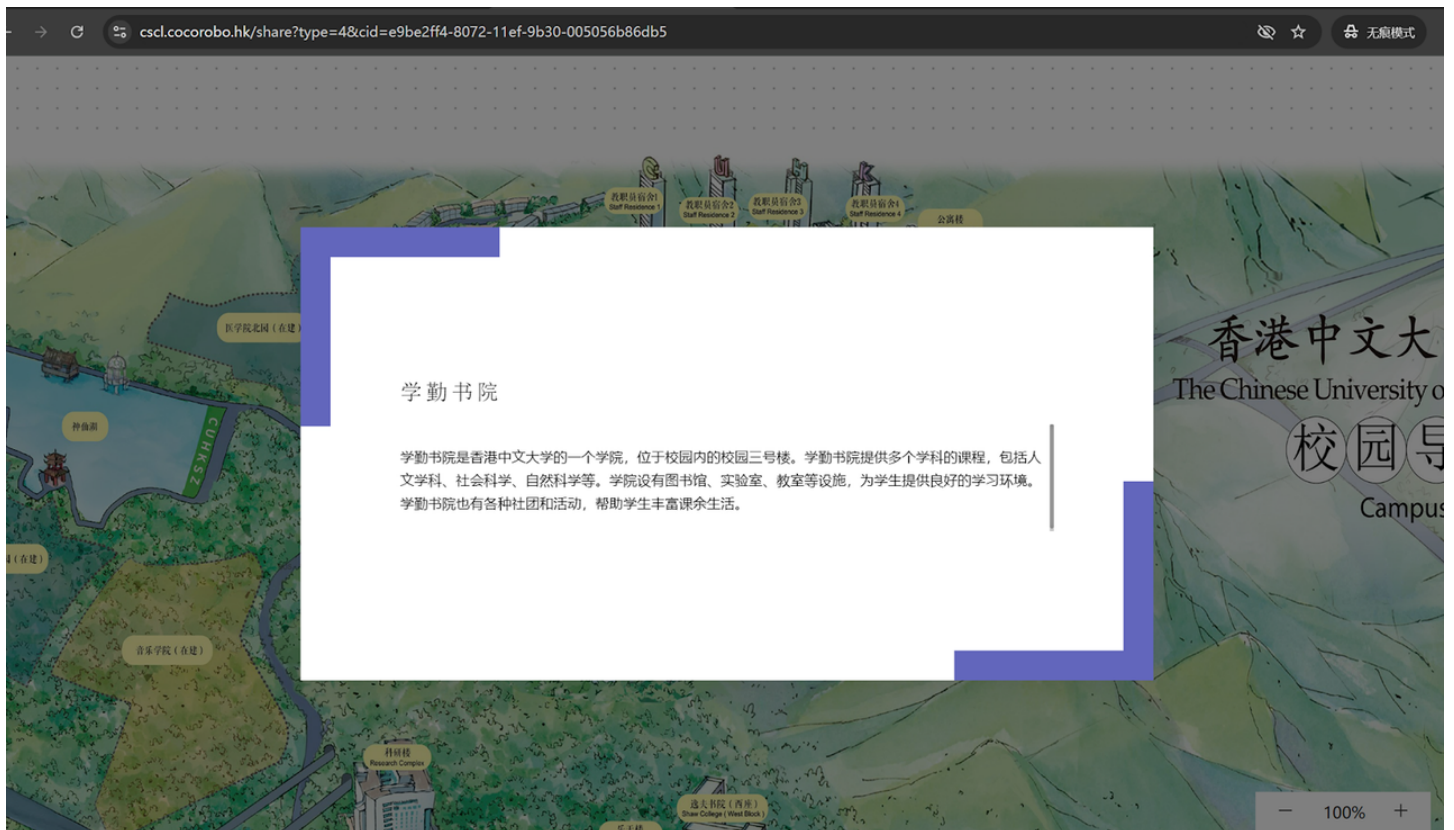 cscl.cocorobo.hk/share?type=4&cid=e9be2ff4-8072-11ef-9b30-005056b86db5
无痕模式
教职员宿舍1
Staff Residence 1
教职员宿舍2
Staff Residence 2
教职员宿舍3
Staff Residence 3
教职员宿舍4
Staff Residence 4
公寓楼
医学院北园（在建）
神仙湖
CUHKSZ
（在建）
音乐学院（在建）
学勤书院
学勤书院是香港中文大学的一个学院，位于校园内的校园三号楼。学勤书院提供多个学科的课程，包括人
文学科、社会科学、自然科学等。学院设有图书馆、实验室、教室等设施，为学生提供良好的学习环境。
学勤书院也有各种社团和活动，帮助学生丰富课余生活。
香港中文大
The Chinese University o
校园导
Campus
科研楼
Research Complex
逸夫书院（西座）
Shaw College ( West Block )
乐天楼
100%